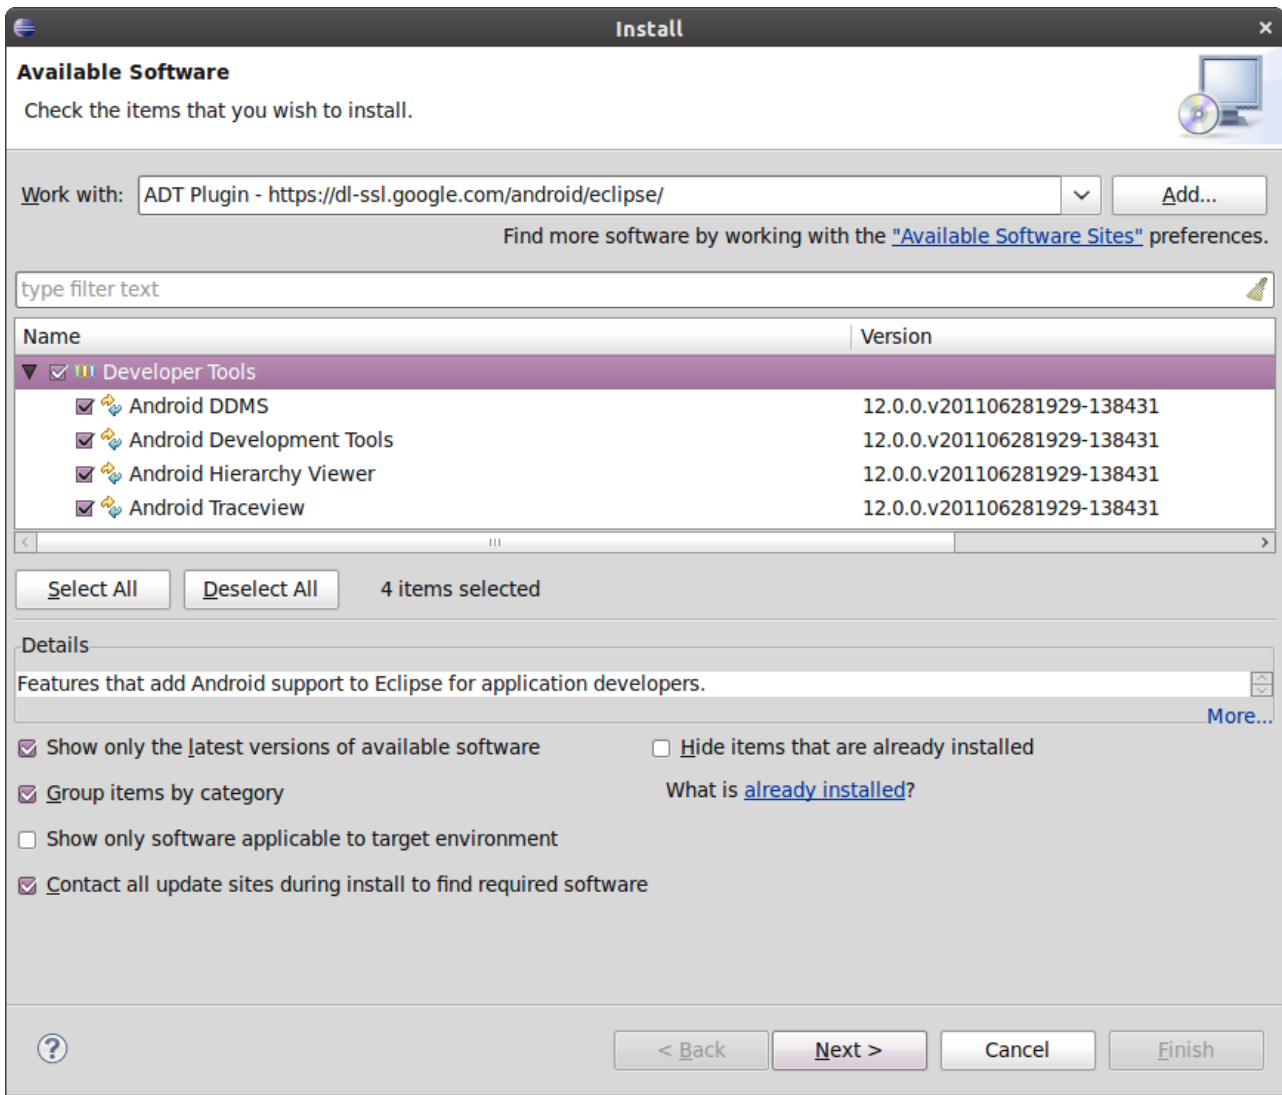 Install
Available Software
Check the items that you wish to install.
Work with: ADT Plugin - https://dl-ssl.google.com/android/eclipse/ Add...
Find more software by working with the "Available Software Sites" preferences.
type filter text
Name Version
Developer Tools
Android DDMS 12.0.0.v201106281929-138431
Android Development Tools 12.0.0.v201106281929-138431
Android Hierarchy Viewer 12.0.0.v201106281929-138431
Android Traceview 12.0.0.v201106281929-138431
Select All Deselect All 4 items selected
Details
Features that add Android support to Eclipse for application developers.
More...
Show only the latest versions of available software Hide items that are already installed
Group items by category What is already installed?
Show only software applicable to target environment
Contact all update sites during install to find required software
< Back Next > Cancel Finish